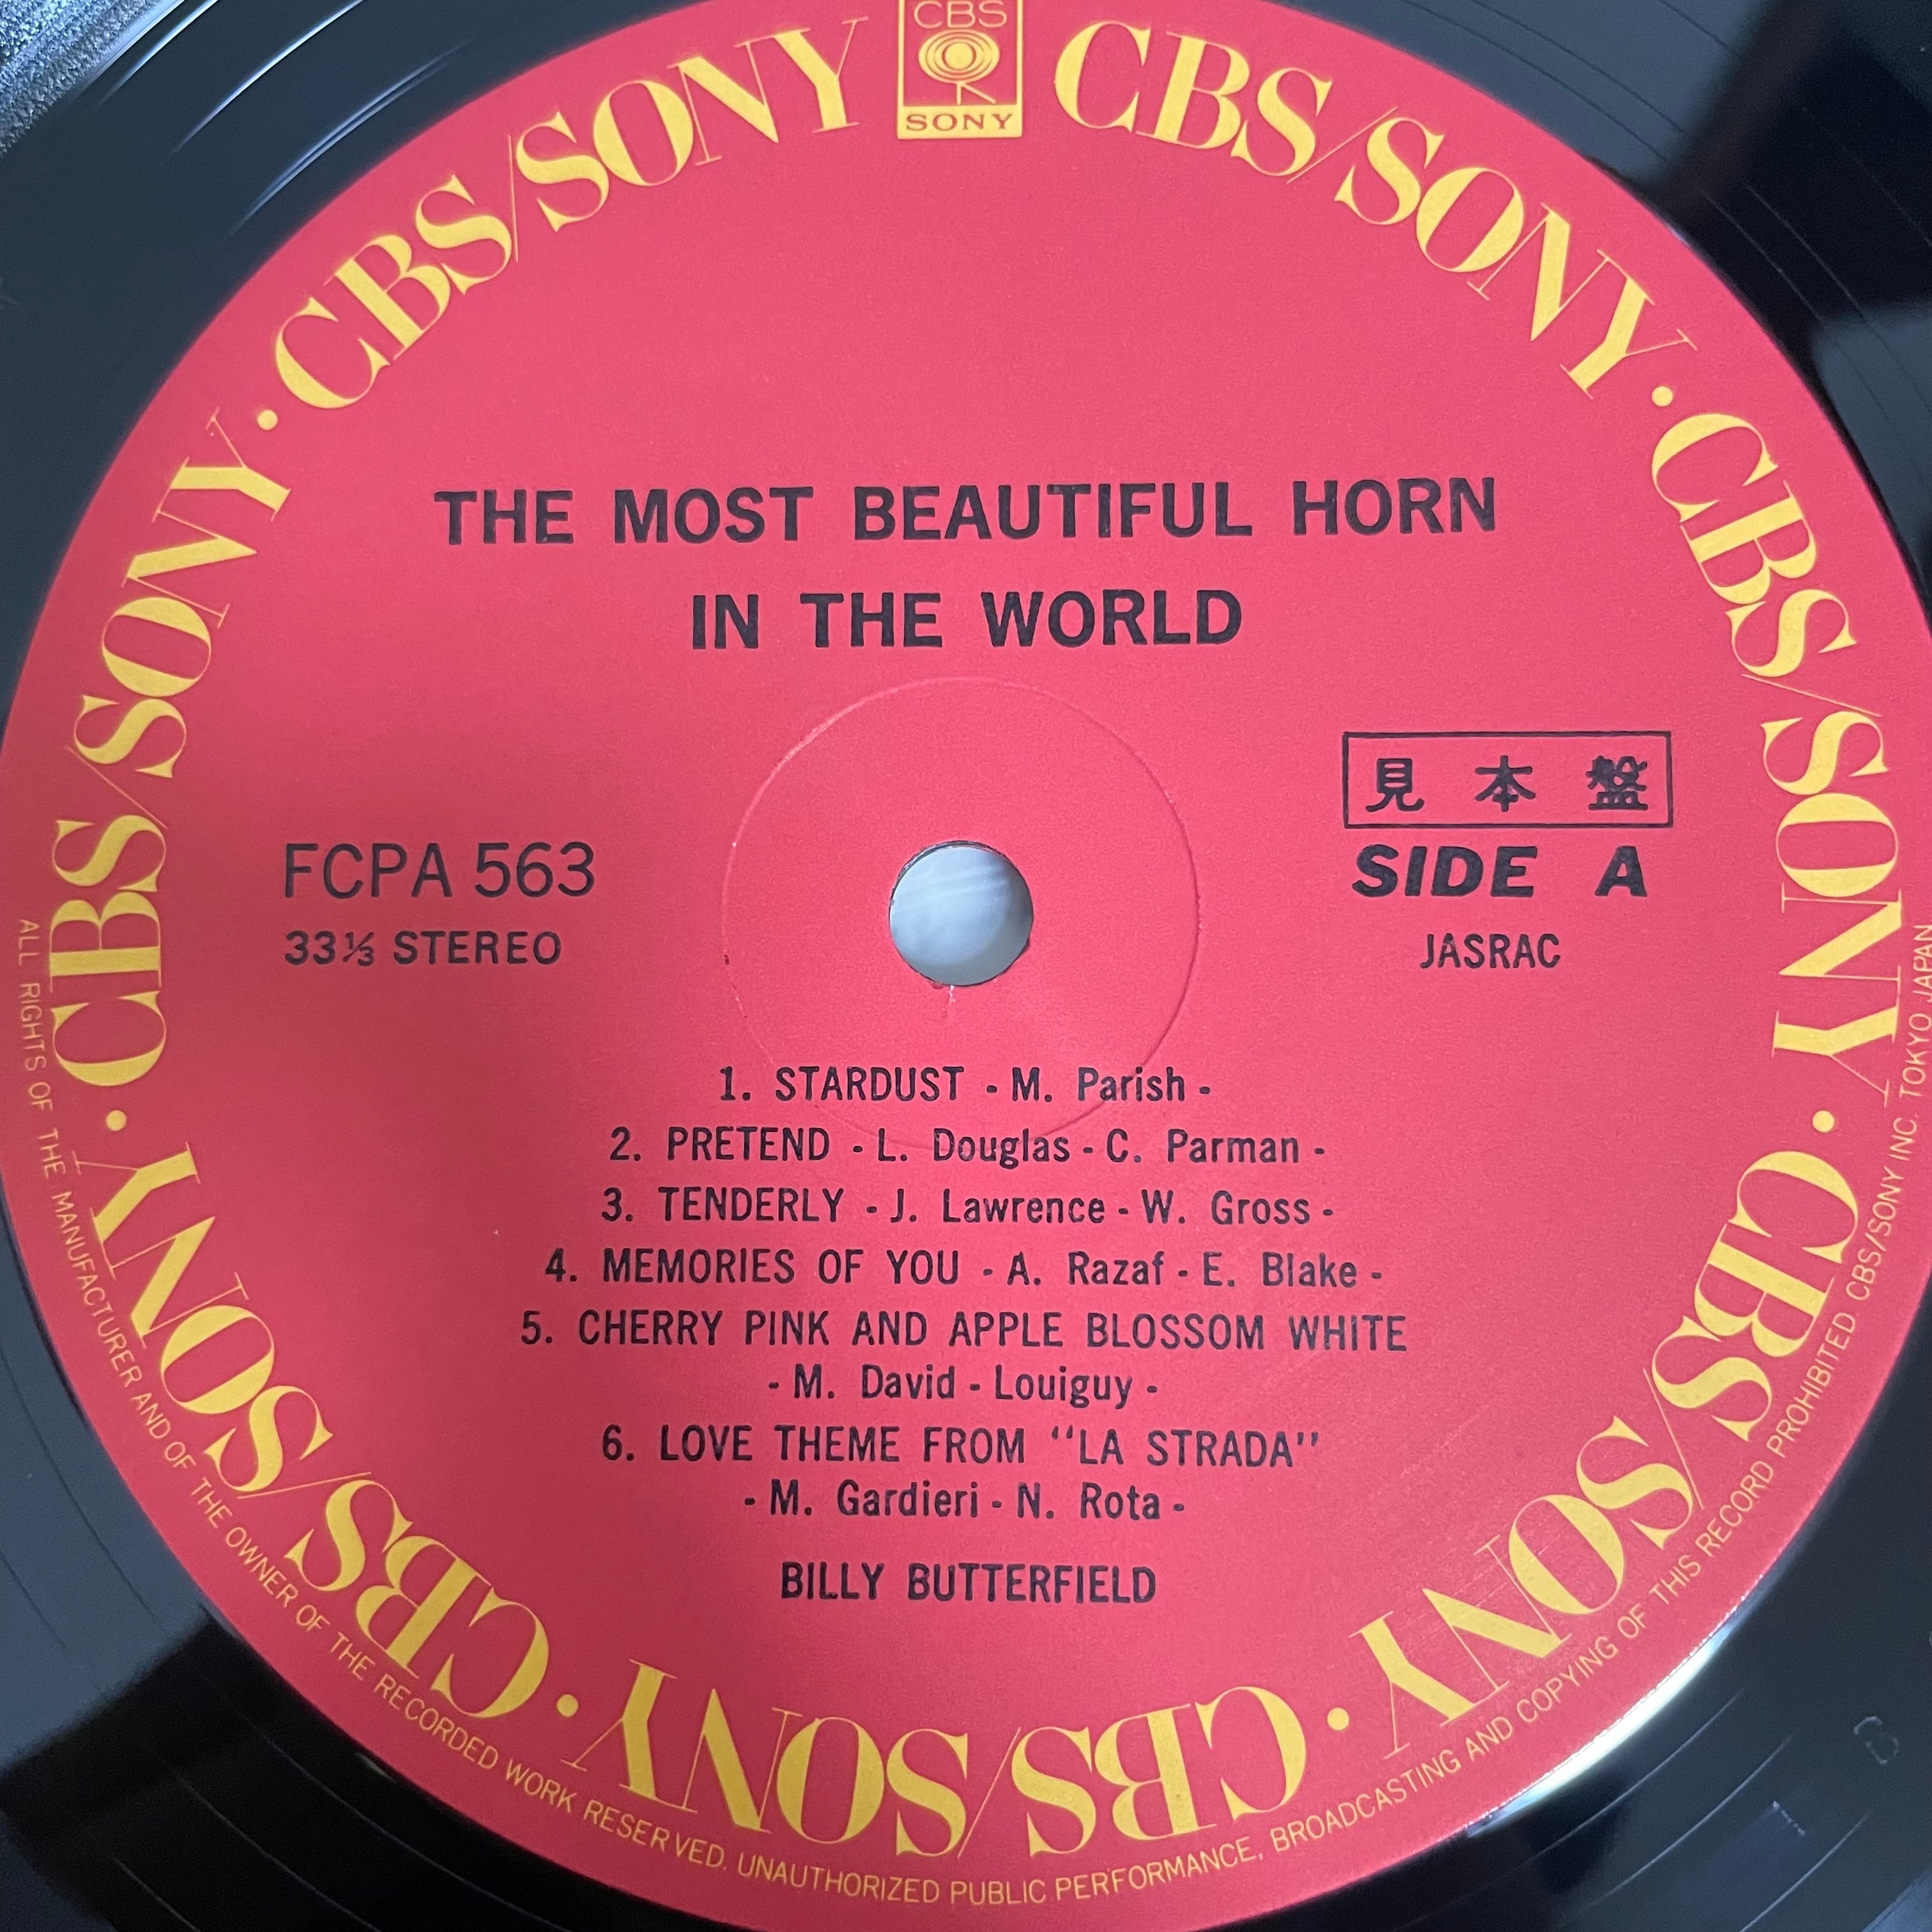 CBS
SONY
CBS/SONY · CBS/SONY · CBS/SONY · CBS/SONY · CBS/SONY · CBS/SONY · CBS/SONY
THE MOST BEAUTIFUL HORN
IN THE WORLD
見本盤
FCPA 563
SIDE A
33⅓ STEREO
JASRAC
1. STARDUST - M. Parish -
2. PRETEND - L. Douglas - C. Parman -
3. TENDERLY - J. Lawrence - W. Gross -
4. MEMORIES OF YOU - A. Razaf - E. Blake -
5. CHERRY PINK AND APPLE BLOSSOM WHITE
- M. David - Louiguy -
6. LOVE THEME FROM "LA STRADA"
- M. Gardieri - N. Rota -
BILLY BUTTERFIELD
ALL RIGHTS OF THE MANUFACTURER AND OF THE OWNER OF THE RECORDED WORK RESERVED. UNAUTHORIZED PUBLIC PERFORMANCE, BROADCASTING AND COPYING OF THIS RECORD PROHIBITED CBS/SONY INC. TOKYO JAPAN